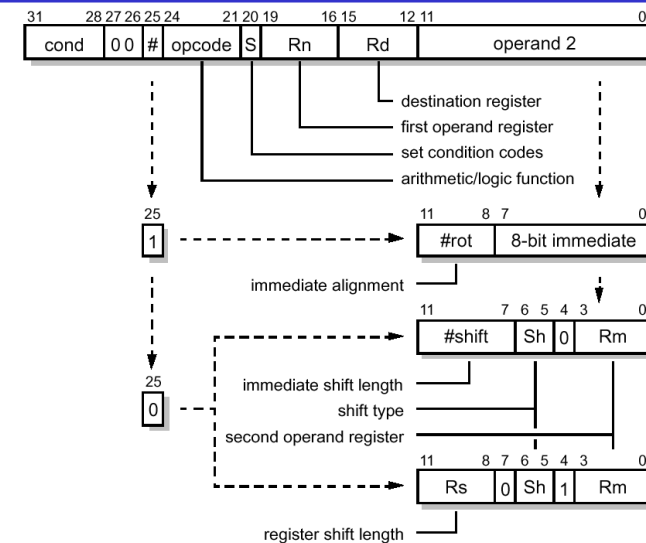 31 28 27 26 25 24 21 20 19 16 15 12 11 0
cond 0 0 # opcode S Rn Rd operand 2
destination register
first operand register
set condition codes
arithmetic/logic function
25 11 8 7 0
1 #rot 8-bit immediate
immediate alignment
11 7 6 5 4 3 0
#shift Sh 0 Rm
25
immediate shift length
0
shift type
second operand register
11 8 7 6 5 4 3 0
Rs 0 Sh 1 Rm
register shift length